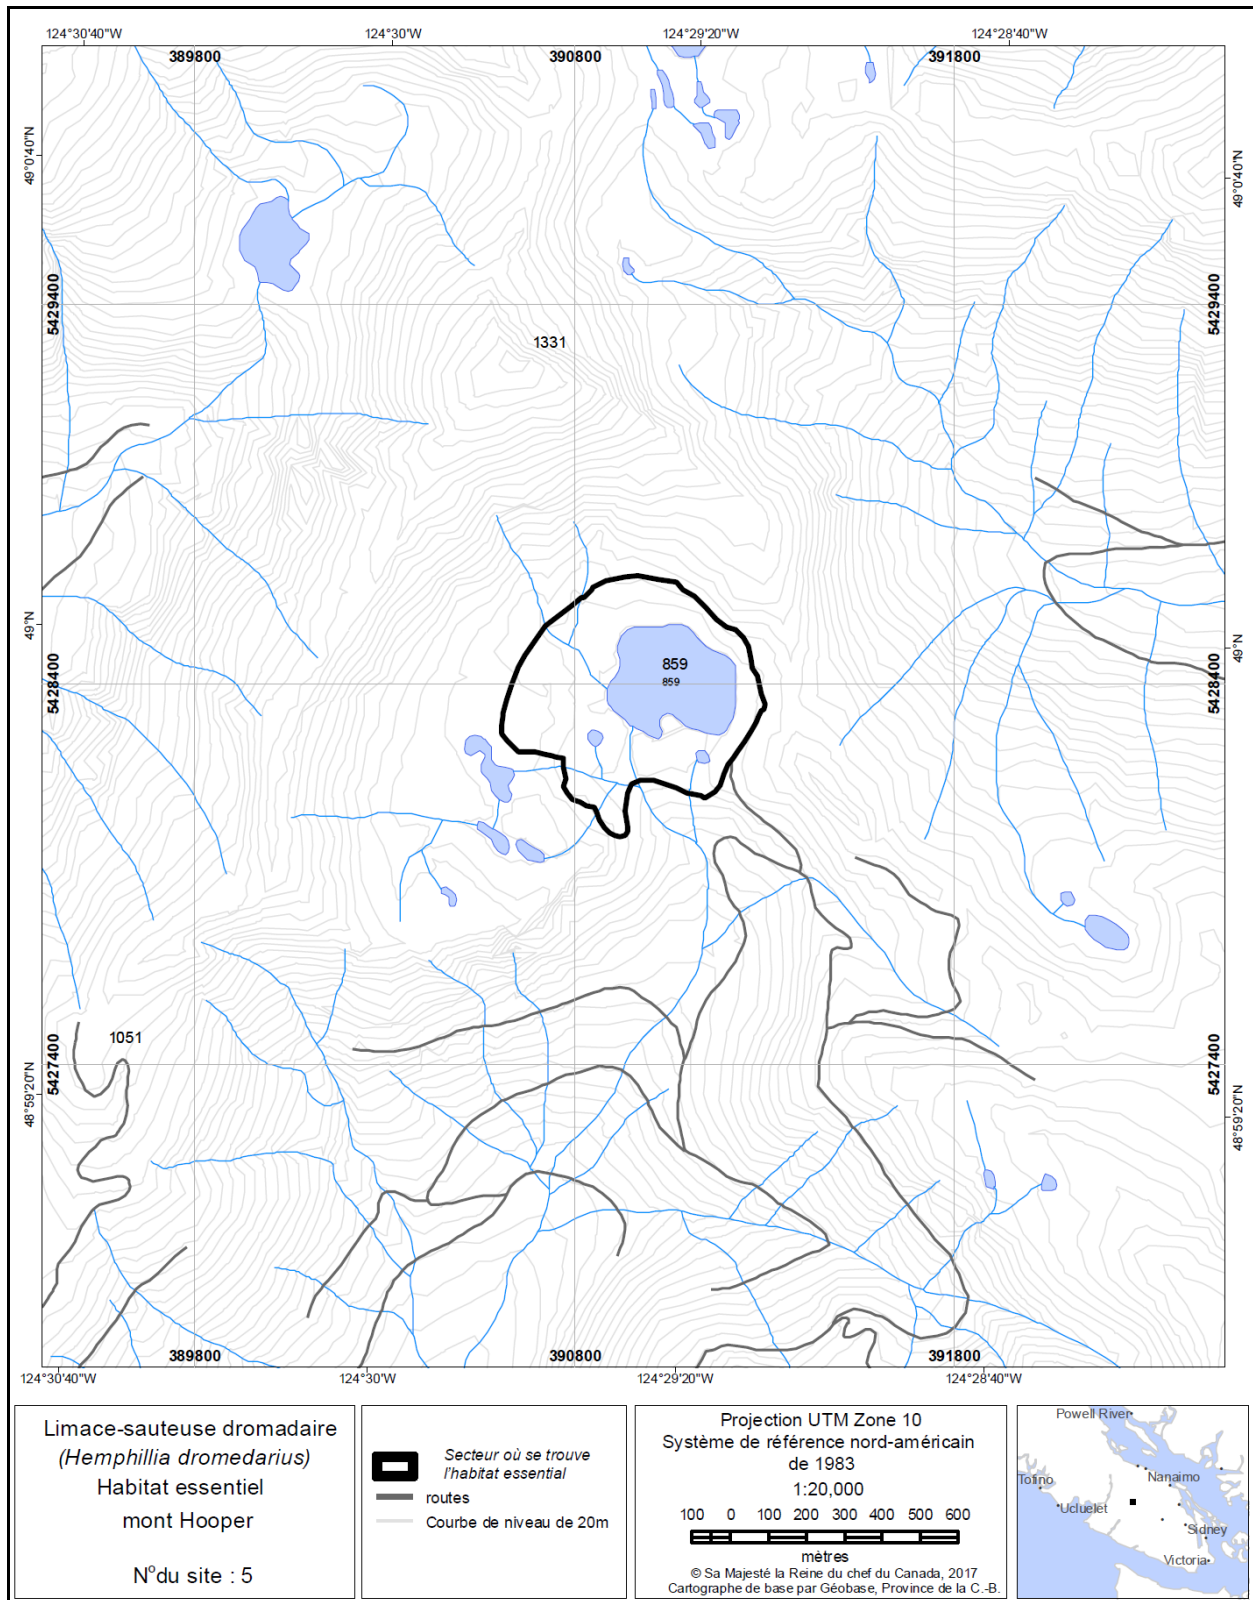 124°30'40"W
124°30'W
124°29'20"W
124°28'40"W
389800
390800
391800
49°0'40"N
49°0'40"N
5429400
5429400
1331
49°N
49°N
859
859
5428400
5428400
1051
5427400
5427400
48°59'20"N
48°59'20"N
389800
390800
391800
124°30'40"W
124°30'W
124°29'20"W
124°28'40"W
Limace-sauteuse dromadaire
(Hemphillia dromedarius)
Habitat essentiel
mont Hooper
N°du site : 5
Secteur où se trouve
l'habitat essential
routes
Courbe de niveau de 20m
Projection UTM Zone 10
Système de référence nord-américain
de 1983
1:20,000
100 0 100 200 300 400 500 600
mètres
© Sa Majesté la Reine du chef du Canada, 2017
Cartographe de base par Géobase, Province de la C.-B.
Powell River
Tofino
Nanaimo
Ucluelet
Sidney
Victoria